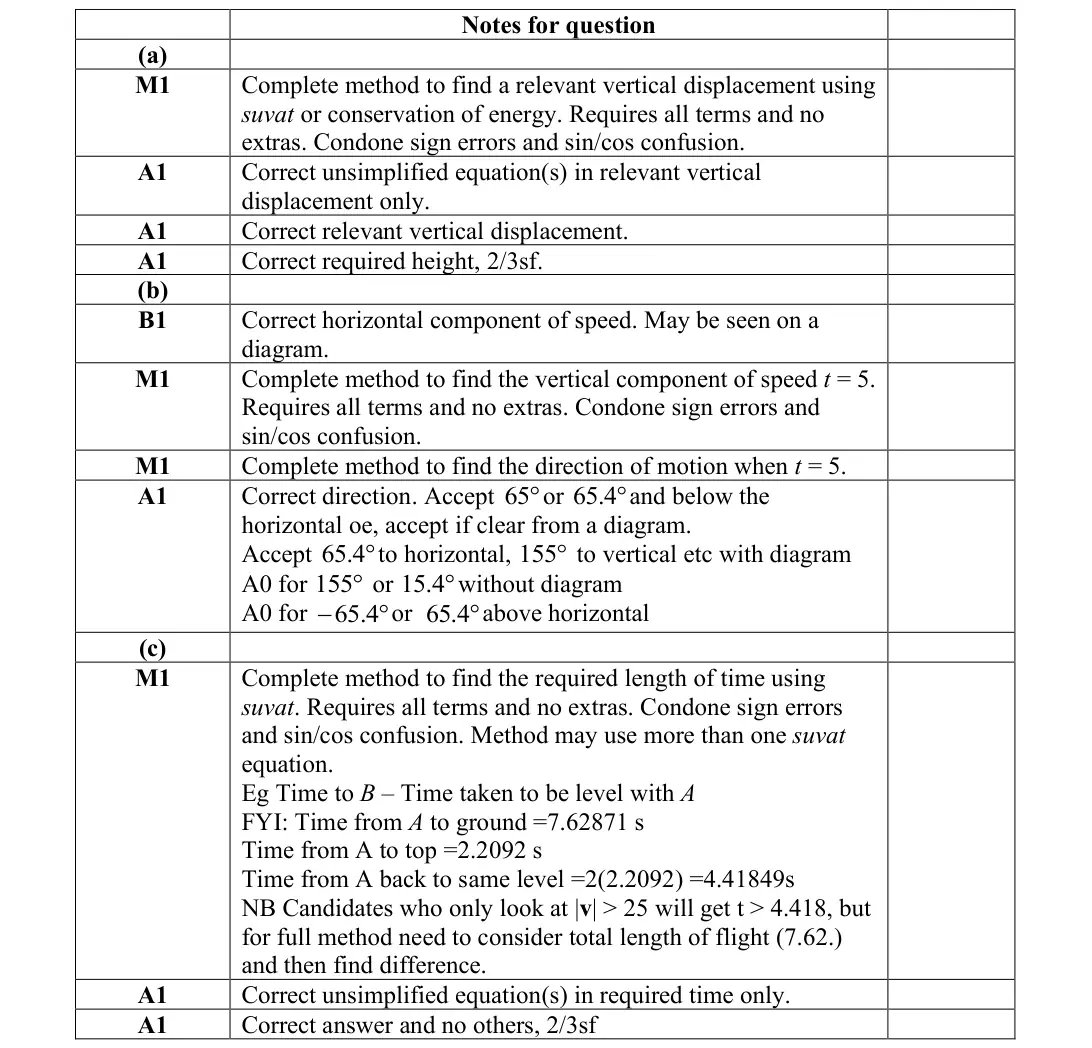 Notes for question
(a)
M1 Complete method to find a relevant vertical displacement using
suvat or conservation of energy. Requires all terms and no
extras. Condone sign errors and sin/cos confusion.
A1 Correct unsimplified equation(s) in relevant vertical
displacement only.
A1 Correct relevant vertical displacement.
A1 Correct required height, 2/3sf.
(b)
B1 Correct horizontal component of speed. May be seen on a
diagram.
M1 Complete method to find the vertical component of speed t = 5.
Requires all terms and no extras. Condone sign errors and
sin/cos confusion.
M1 Complete method to find the direction of motion when t = 5.
A1 Correct direction. Accept 65° or 65.4° and below the
horizontal oe, accept if clear from a diagram.
Accept 65.4° to horizontal, 155° to vertical etc with diagram
A0 for 155° or 15.4° without diagram
A0 for −65.4° or 65.4° above horizontal
(c)
M1 Complete method to find the required length of time using
suvat. Requires all terms and no extras. Condone sign errors
and sin/cos confusion. Method may use more than one suvat
equation.
Eg Time to B – Time taken to be level with A
FYI: Time from A to ground =7.62871 s
Time from A to top =2.2092 s
Time from A back to same level =2(2.2092) =4.41849s
NB Candidates who only look at |v| > 25 will get t > 4.418, but
for full method need to consider total length of flight (7.62.)
and then find difference.
A1 Correct unsimplified equation(s) in required time only.
A1 Correct answer and no others, 2/3sf